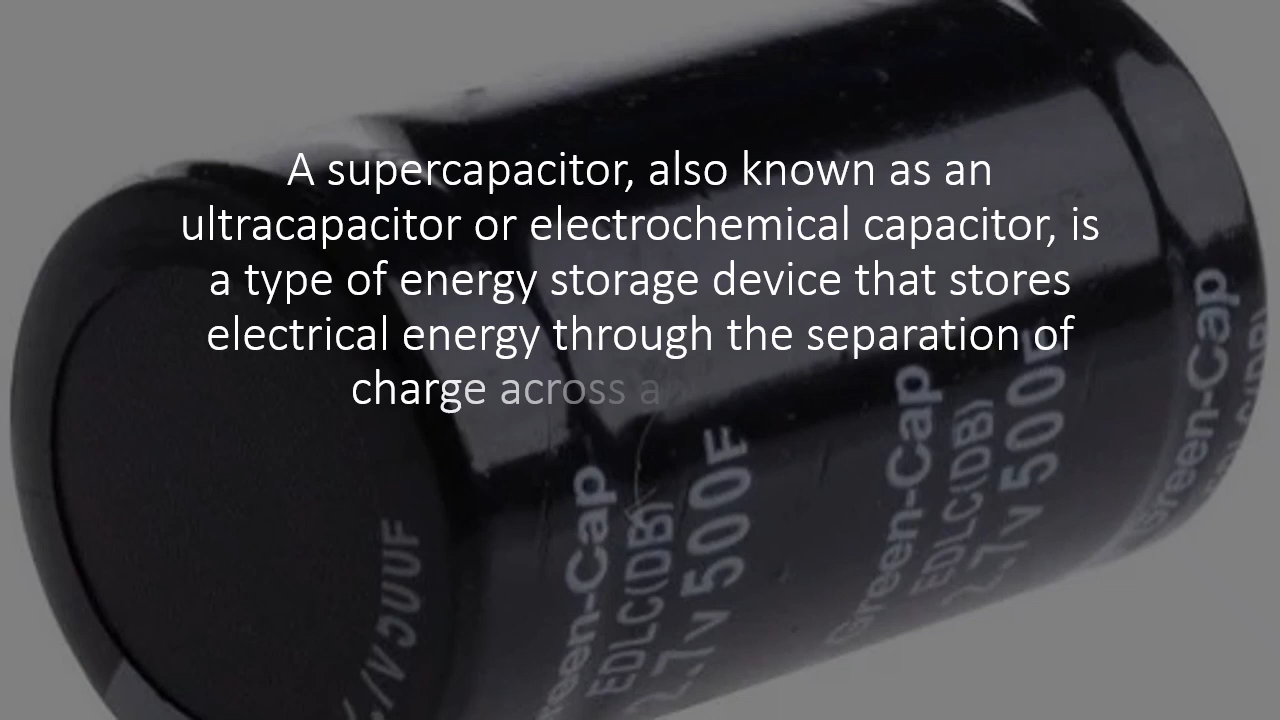 A supercapacitor, also known as an
ultracapacitor or electrochemical capacitor, is
a type of energy storage device that stores
electrical energy through the separation of
charge across
Green-Cap
EDLC(DB)
2.7V 500F
Green-Cap
EDLC(DB)
2.7V 500F
Green-Cap